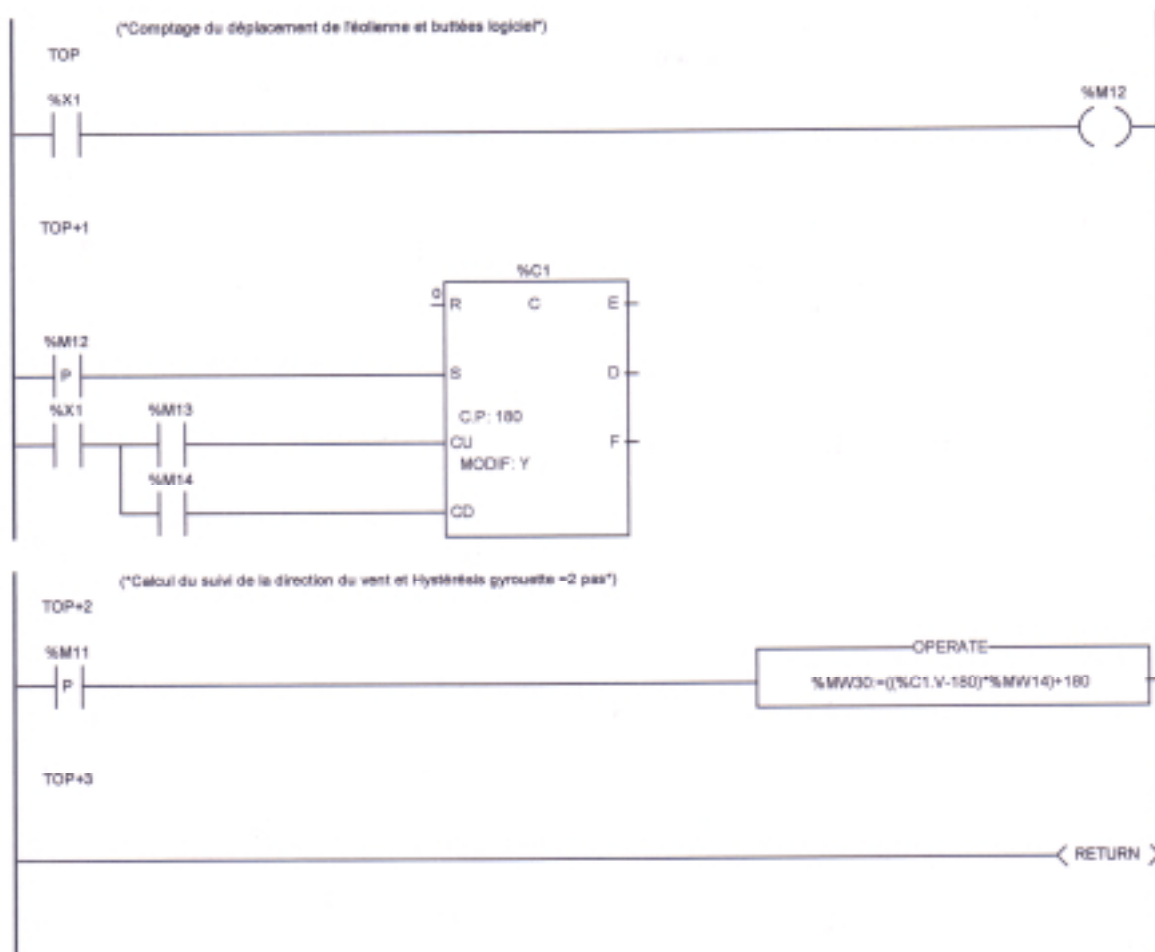 (*Comptage du déplacement de l'éolienne et buttées logiciel*)
TOP
%X1
%M12
TOP+1
%C1
0
R C E
%M12
P
S D
%X1
%M13
C.P: 180
CU F
MODIF: Y
%M14
CD
(*Calcul du suivi de la direction du vent et Hystérésis gyrouette =2 pas*)
TOP+2
%M11
P
OPERATE
%MW30:=((%C1.V-180)*%MW14)+180
TOP+3
RETURN